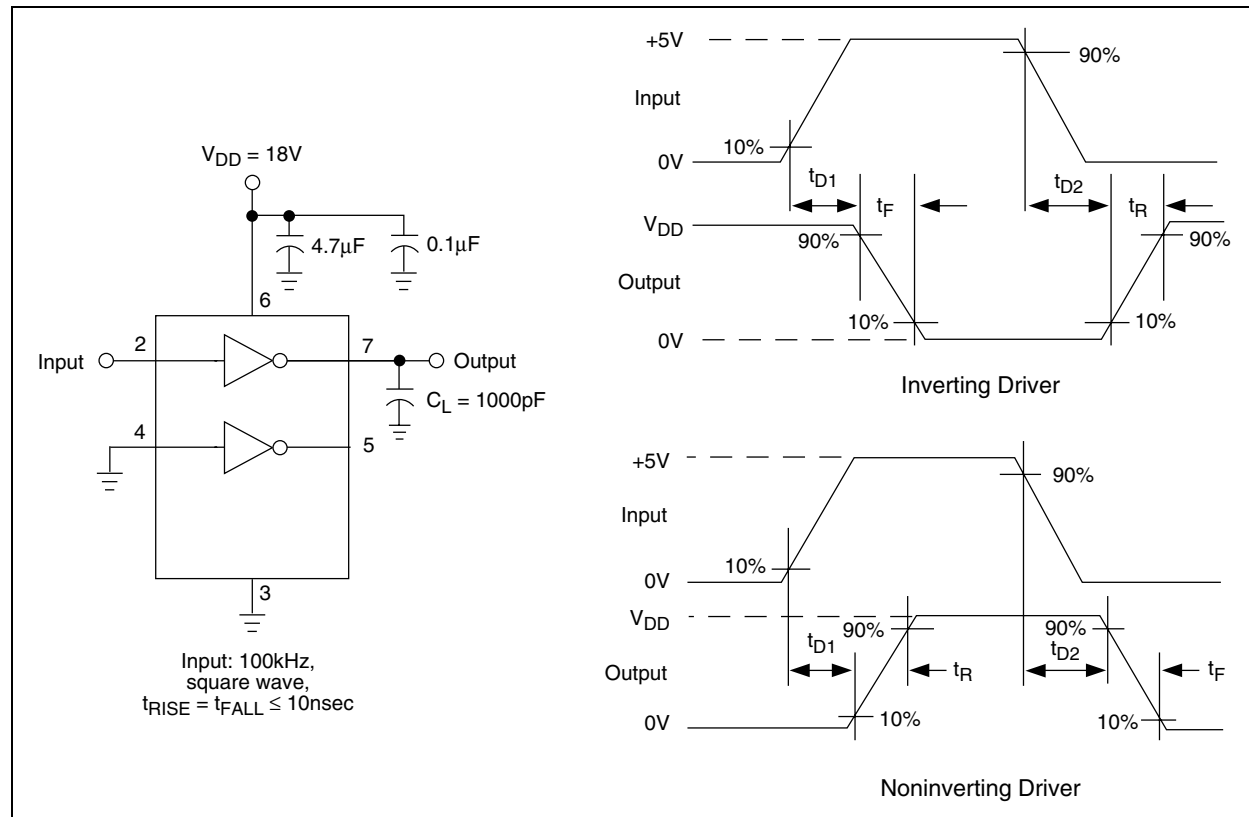 V_DD = 18V
4.7μF
0.1μF
6
Input
2
7
Output
C_L = 1000pF
4
5
3
Input: 100kHz,
square wave,
t_RISE = t_FALL ≤ 10nsec
+5V
90%
Input
10%
0V
t_D1
t_F
t_D2
t_R
V_DD
90%
90%
Output
10%
10%
0V
Inverting Driver
+5V
90%
Input
10%
0V
V_DD
90%
90%
t_D1
t_D2
t_R
t_F
Output
10%
10%
0V
Noninverting Driver